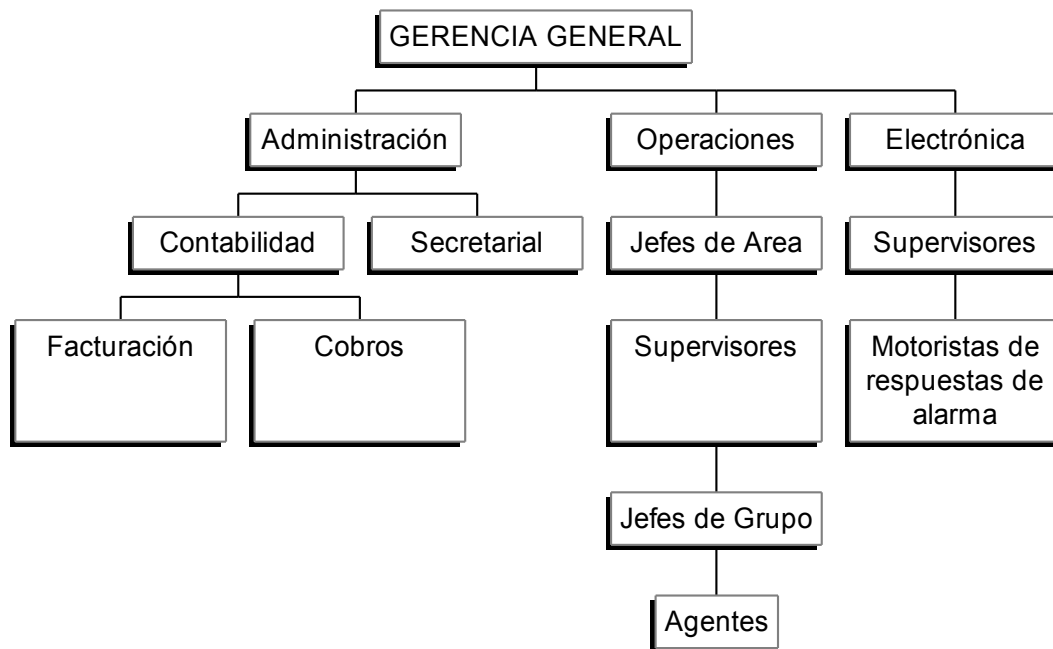 GERENCIA GENERAL
Administración
Operaciones
Electrónica
Contabilidad
Secretarial
Jefes de Area
Supervisores
Facturación
Cobros
Supervisores
Motoristas de
respuestas de
alarma
Jefes de Grupo
Agentes